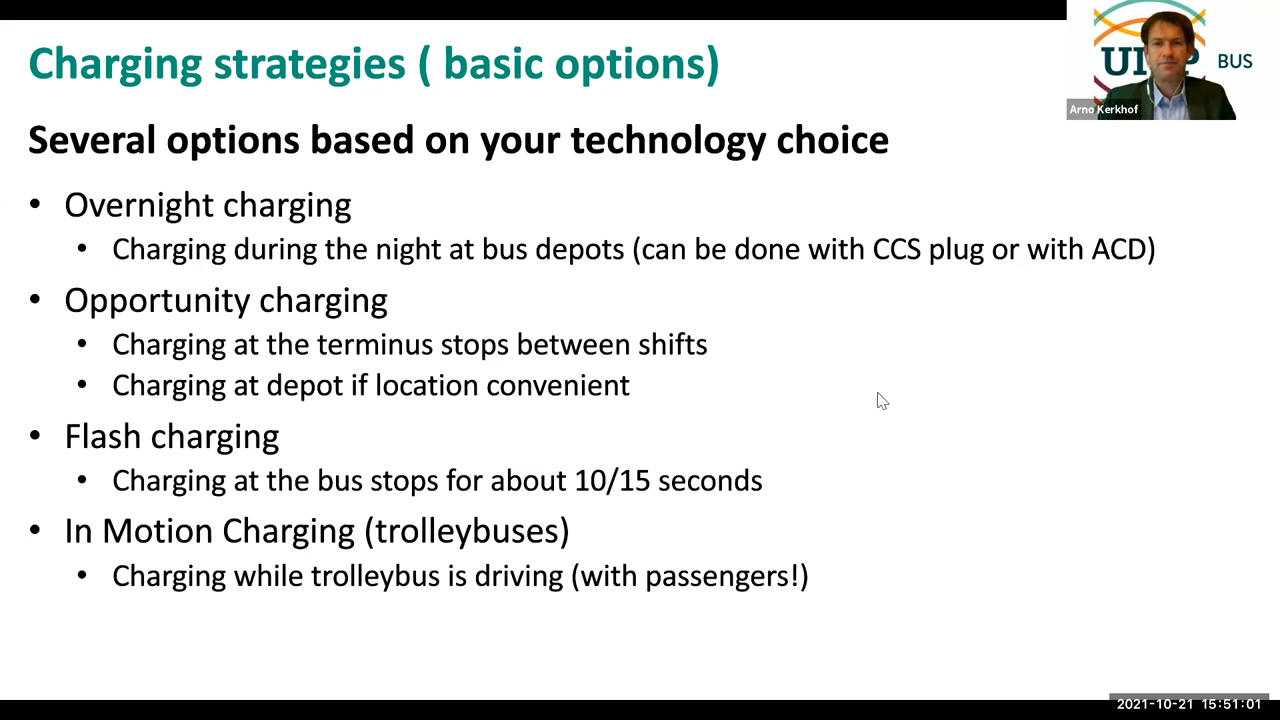 Charging strategies ( basic options)
BUS
Arno Kerkhof
Several options based on your technology choice
• Overnight charging
• Charging during the night at bus depots (can be done with CCS plug or with ACD)
• Opportunity charging
• Charging at the terminus stops between shifts
• Charging at depot if location convenient
• Flash charging
• Charging at the bus stops for about 10/15 seconds
• In Motion Charging (trolleybuses)
• Charging while trolleybus is driving (with passengers!)
2021-10-21 15:51:01